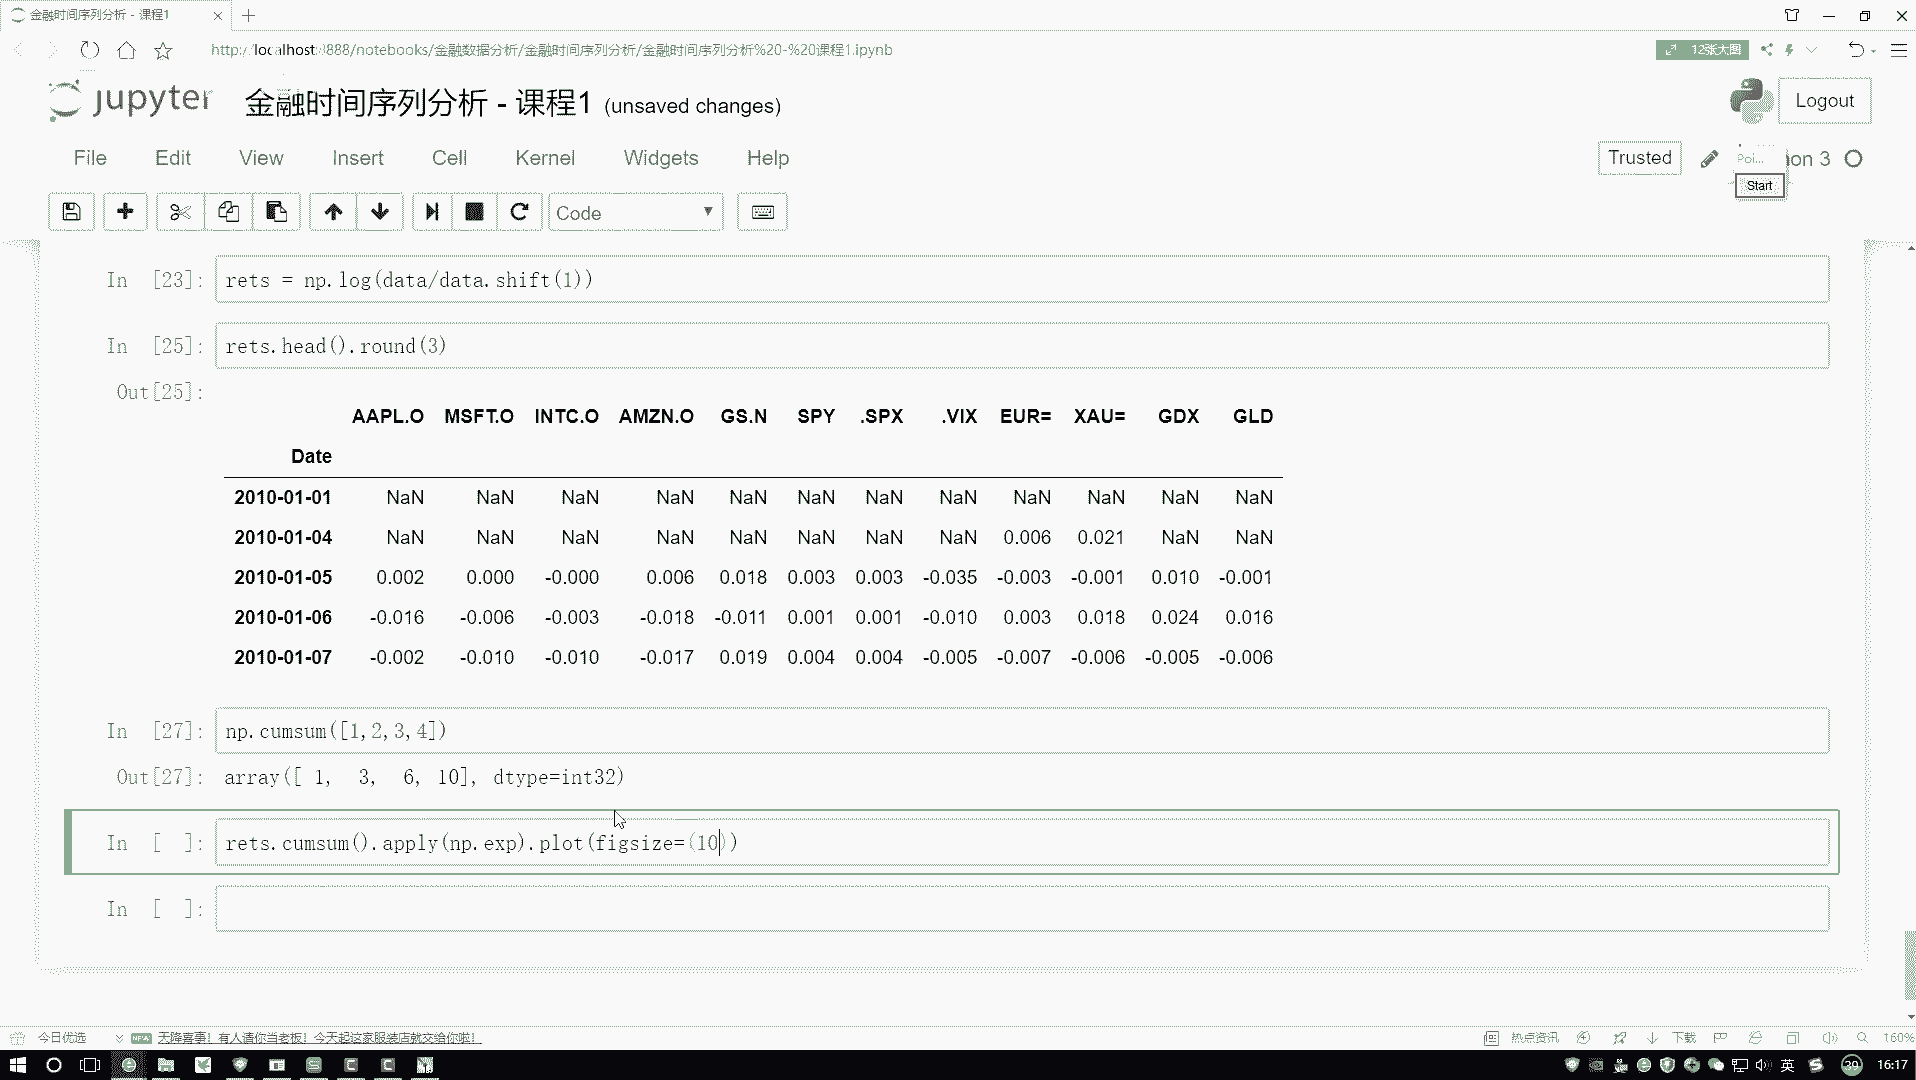 金融时间序列分析 - 课程1
http://localhost:8888/notebooks/金融数据分析/金融时间序列分析/金融时间序列分析%20-%20课程1.ipynb
12张大图
jupyter 金融时间序列分析 - 课程1 (unsaved changes)
Logout
File Edit View Insert Cell Kernel Widgets Help
Trusted
Poi... on 3
Start
Code
In [23]: rets = np.log(data/data.shift(1))
In [25]: rets.head().round(3)
Out[25]:
AAPL.O MSFT.O INTC.O AMZN.O GS.N SPY .SPX .VIX EUR= XAU= GDX GLD
Date
2010-01-01 NaN NaN NaN NaN NaN NaN NaN NaN NaN NaN NaN NaN
2010-01-04 NaN NaN NaN NaN NaN NaN NaN NaN 0.006 0.021 NaN NaN
2010-01-05 0.002 0.000 -0.000 0.006 0.018 0.003 0.003 -0.035 -0.003 -0.001 0.010 -0.001
2010-01-06 -0.016 -0.006 -0.003 -0.018 -0.011 0.001 0.001 -0.010 0.003 0.018 0.024 0.016
2010-01-07 -0.002 -0.010 -0.010 -0.017 0.019 0.004 0.004 -0.005 -0.007 -0.006 -0.005 -0.006
In [27]: np.cumsum([1,2,3,4])
Out[27]: array([ 1, 3, 6, 10], dtype=int32)
In [ ]: rets.cumsum().apply(np.exp).plot(figsize=(10))
In [ ]:
今日优选 天降喜事！有人请你当老板！今天起这家服装店就交给你啦！
热点资讯 下载 160%
英 39 16:17